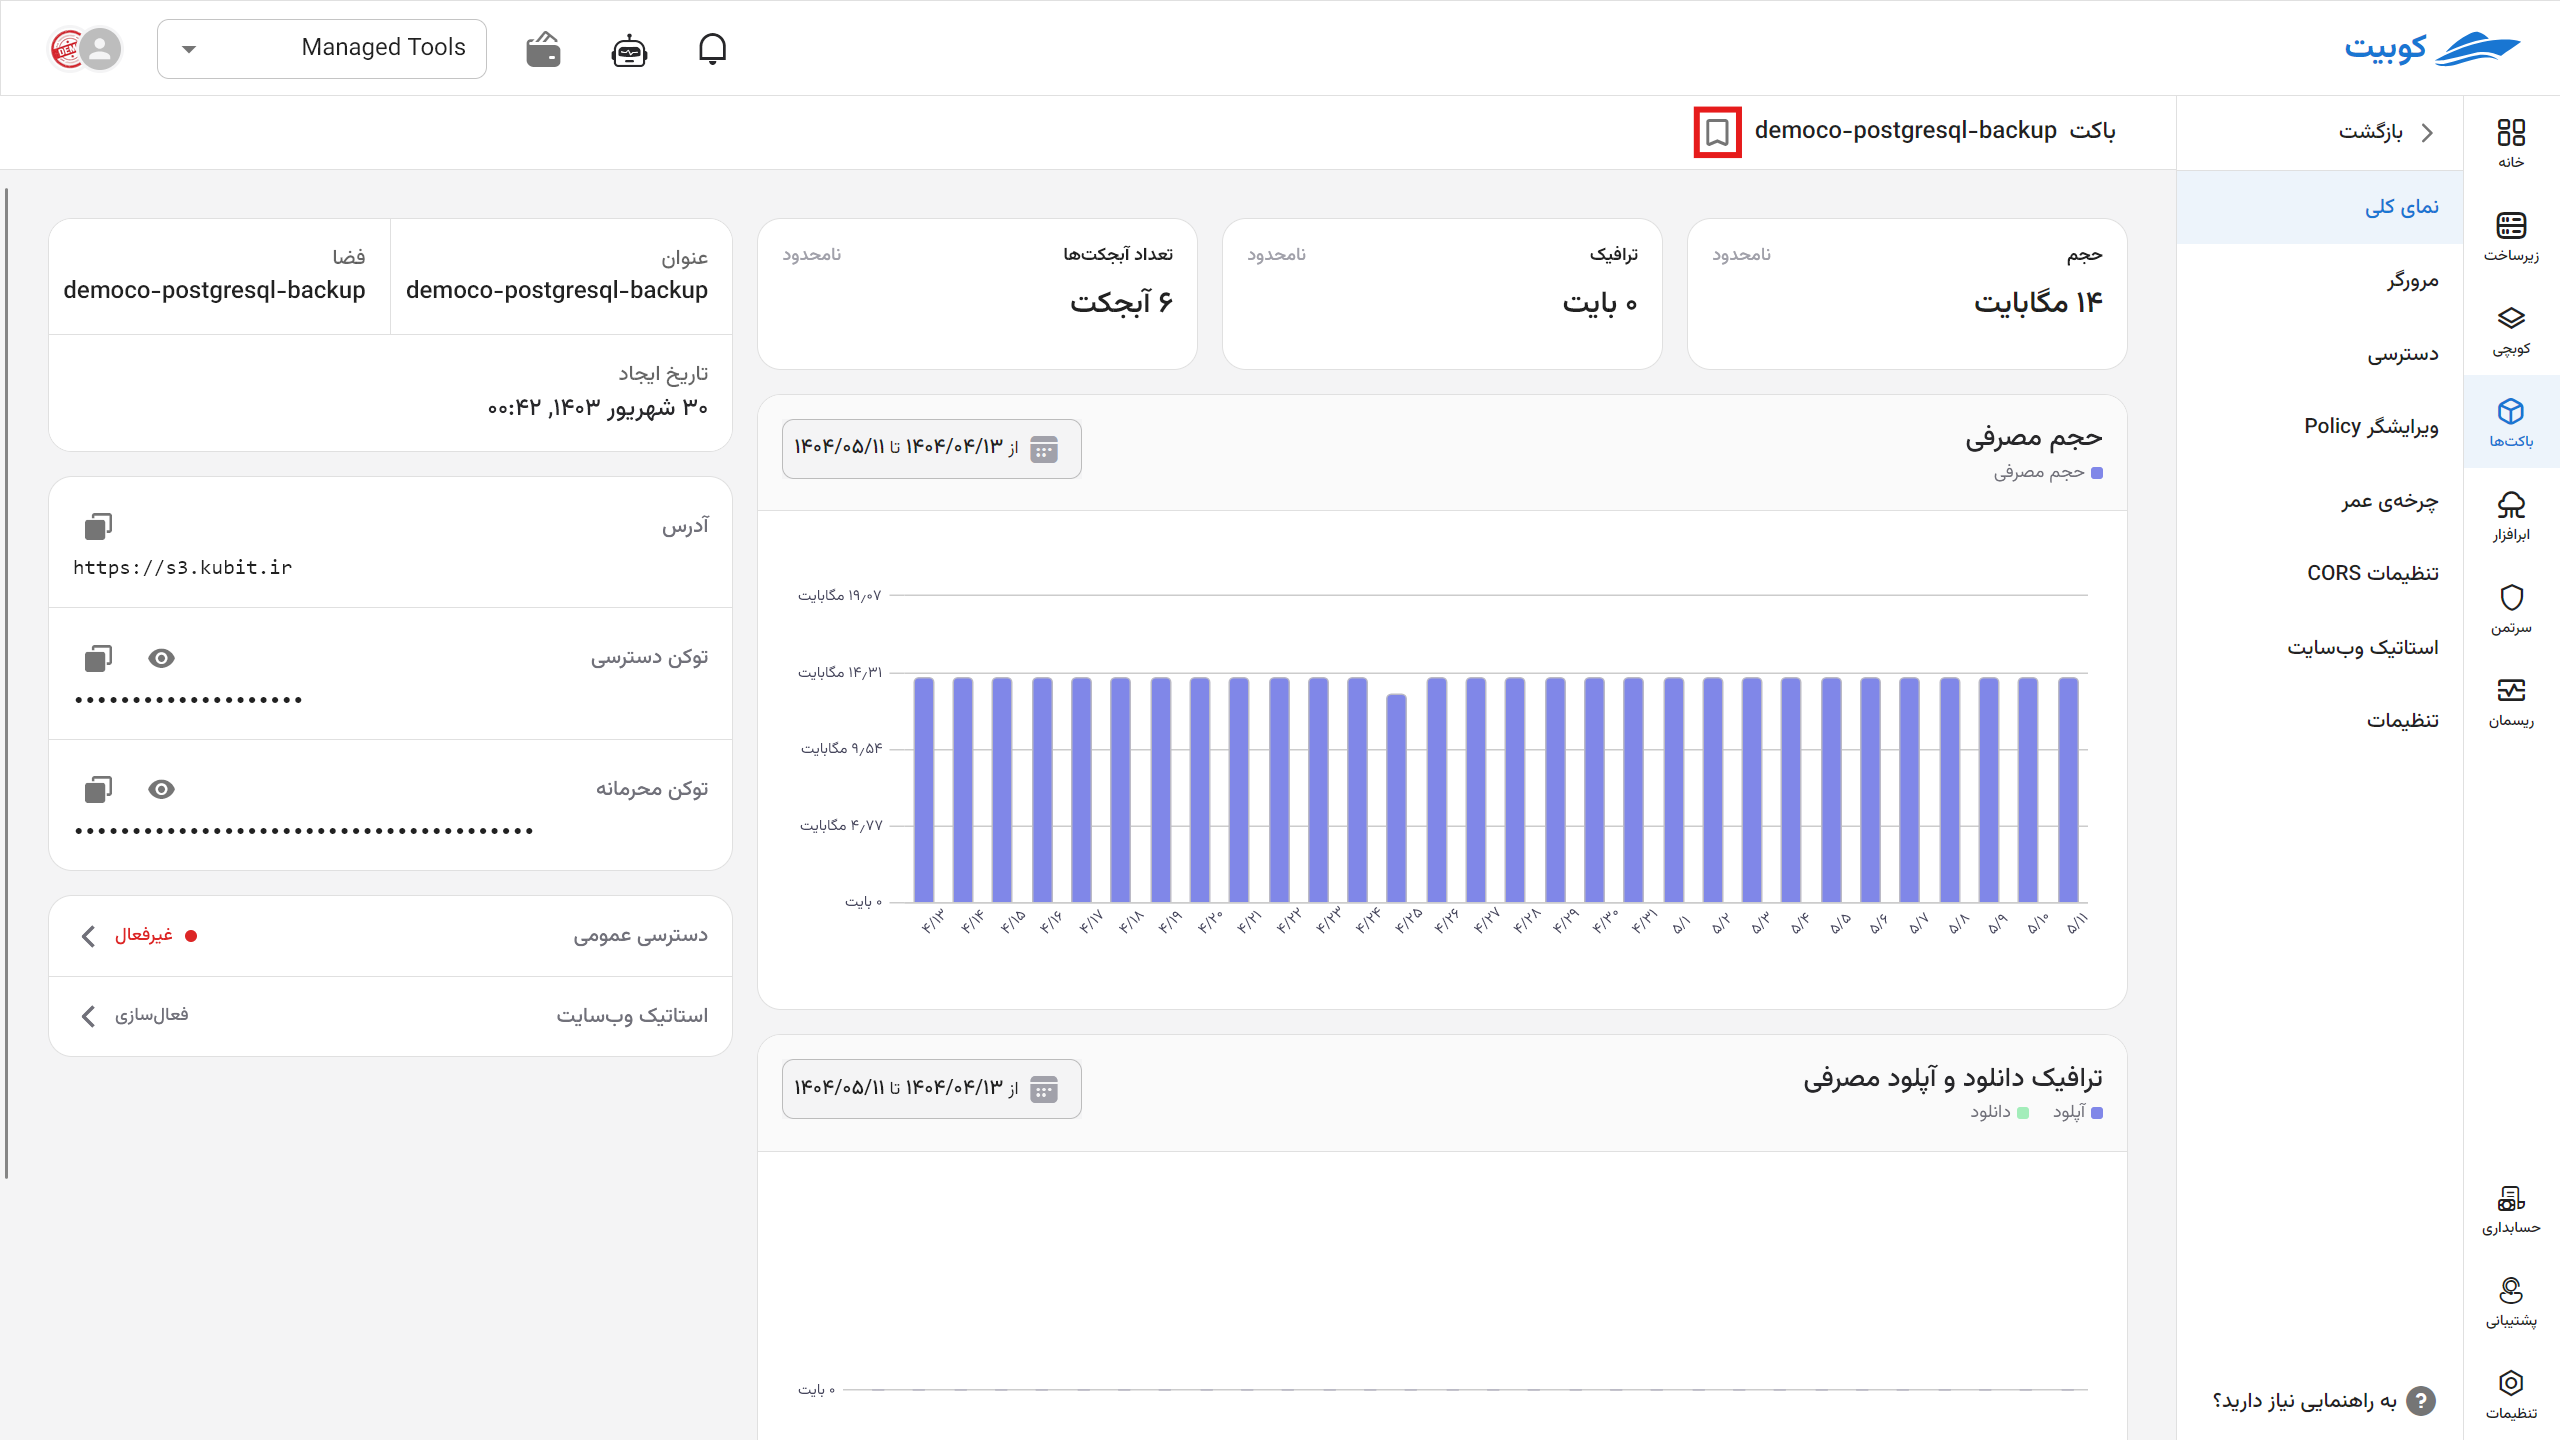 کوبیت
Managed Tools
DEMO
خانه
زیرساخت
کوبچی
باکت‌ها
ابرافزار
سرتمن
ریسمان
حسابداری
پشتیبانی
تنظیمات
بازگشت
نمای کلی
مرورگر
دسترسی
ویرایشگر Policy
چرخه‌ی عمر
تنظیمات CORS
استاتیک وب‌سایت
تنظیمات
به راهنمایی نیاز دارید؟
باکت democo-postgresql-backup
حجم نامحدود
۱۴ مگابایت
ترافیک نامحدود
۰ بایت
تعداد آبجکت‌ها نامحدود
۶ آبجکت
حجم مصرفی
حجم مصرفی
از ۱۴۰۴/۰۴/۱۳ تا ۱۴۰۴/۰۵/۱۱
۱۹٫۰۷ مگابایت
۱۴٫۳۱ مگابایت
۹٫۵۴ مگابایت
۴٫۷۷ مگابایت
۰ بایت
۴/۱۳ ۴/۱۴ ۴/۱۵ ۴/۱۶ ۴/۱۷ ۴/۱۸ ۴/۱۹ ۴/۲۰ ۴/۲۱ ۴/۲۲ ۴/۲۳ ۴/۲۴ ۴/۲۵ ۴/۲۶ ۴/۲۷ ۴/۲۸ ۴/۲۹ ۴/۳۰ ۴/۳۱ ۵/۱ ۵/۲ ۵/۳ ۵/۴ ۵/۵ ۵/۶ ۵/۷ ۵/۸ ۵/۹ ۵/۱۰ ۵/۱۱
ترافیک دانلود و آپلود مصرفی
آپلود دانلود
از ۱۴۰۴/۰۴/۱۳ تا ۱۴۰۴/۰۵/۱۱
۰ بایت
عنوان
democo-postgresql-backup
فضا
democo-postgresql-backup
تاریخ ایجاد
۳۰ شهریور ۱۴۰۳, ۰۰:۴۲
آدرس
https://s3.kubit.ir
توکن دسترسی
توکن محرمانه
دسترسی عمومی غیرفعال
استاتیک وب‌سایت فعال‌سازی